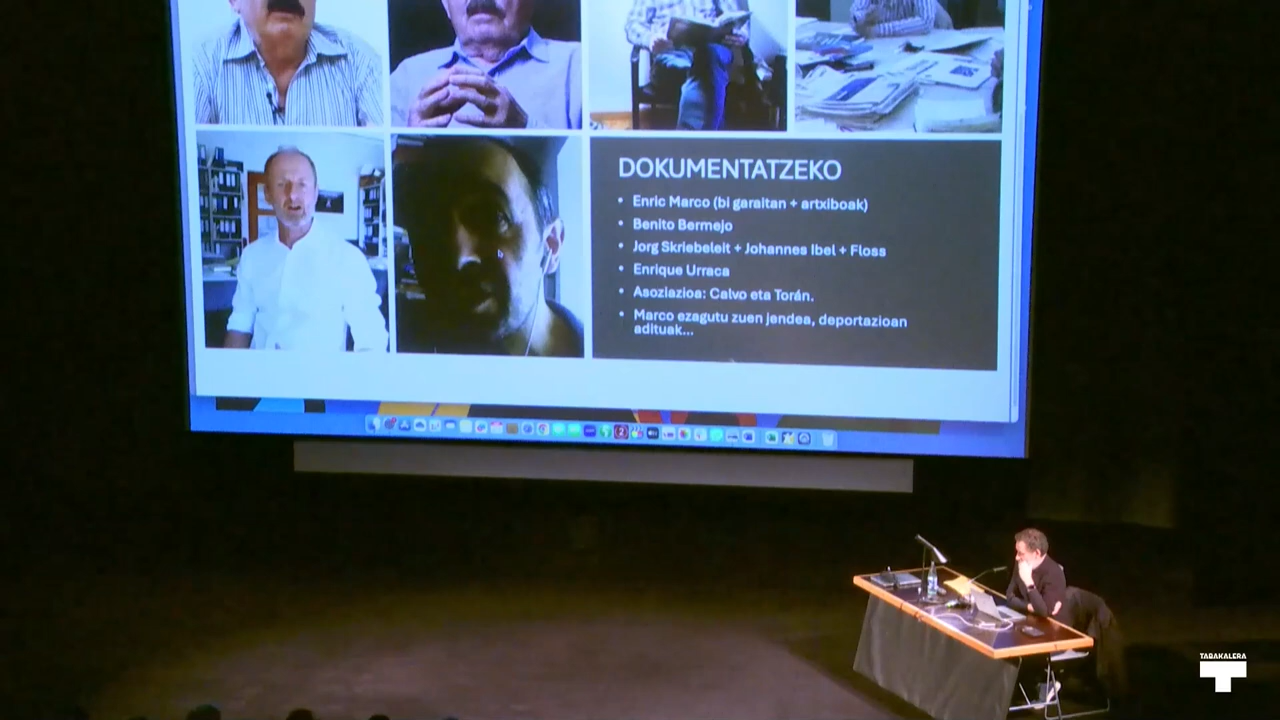 DOKUMENTATZEKO
• Enric Marco (bi garaitan + artxiboak)
• Benito Bermejo
• Jorg Skriebeleit + Johannes Ibel + Floss
• Enrique Urraca
• Asoziazioa: Calvo eta Torán.
• Marco ezagutu zuen jendea, deportazioan
adituak...
TABAKALERA